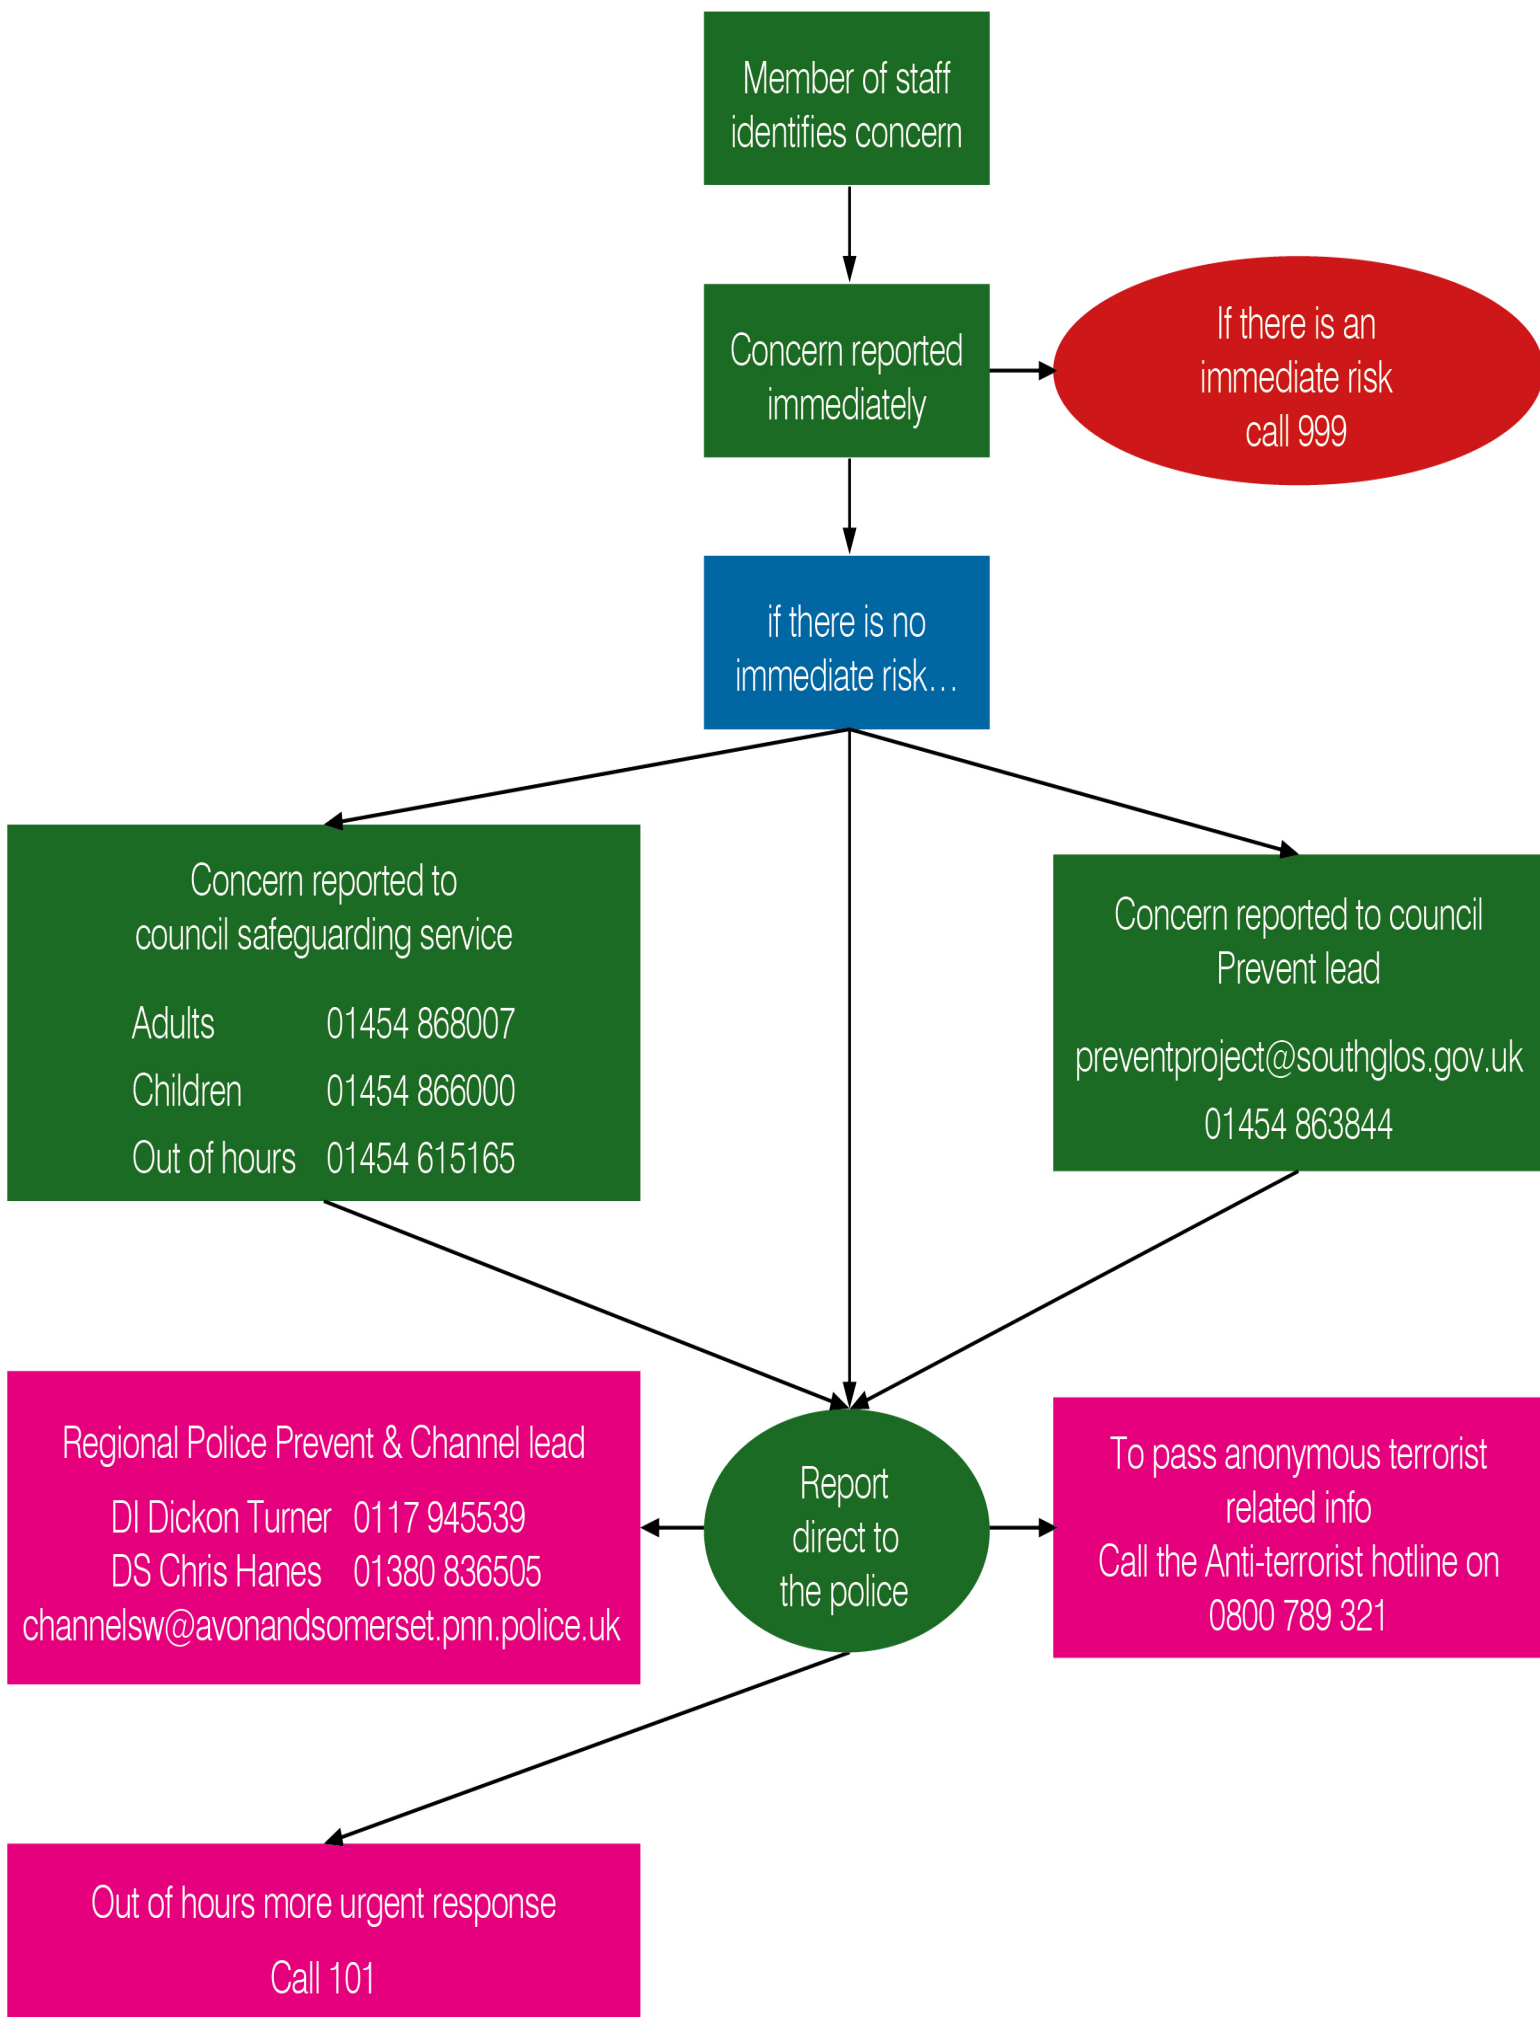 Member of staff
identifies concern
Concern reported
immediately
If there is an
immediate risk
call 999
if there is no
immediate risk…
Concern reported to
council safeguarding service
Adults 01454 868007
Children 01454 866000
Out of hours 01454 615165
Concern reported to council
Prevent lead
preventproject@southglos.gov.uk
01454 863844
Regional Police Prevent & Channel lead
DI Dickon Turner 0117 945539
DS Chris Hanes 01380 836505
channelsw@avonandsomerset.pnn.police.uk
Report
direct to
the police
To pass anonymous terrorist
related info
Call the Anti-terrorist hotline on
0800 789 321
Out of hours more urgent response
Call 101